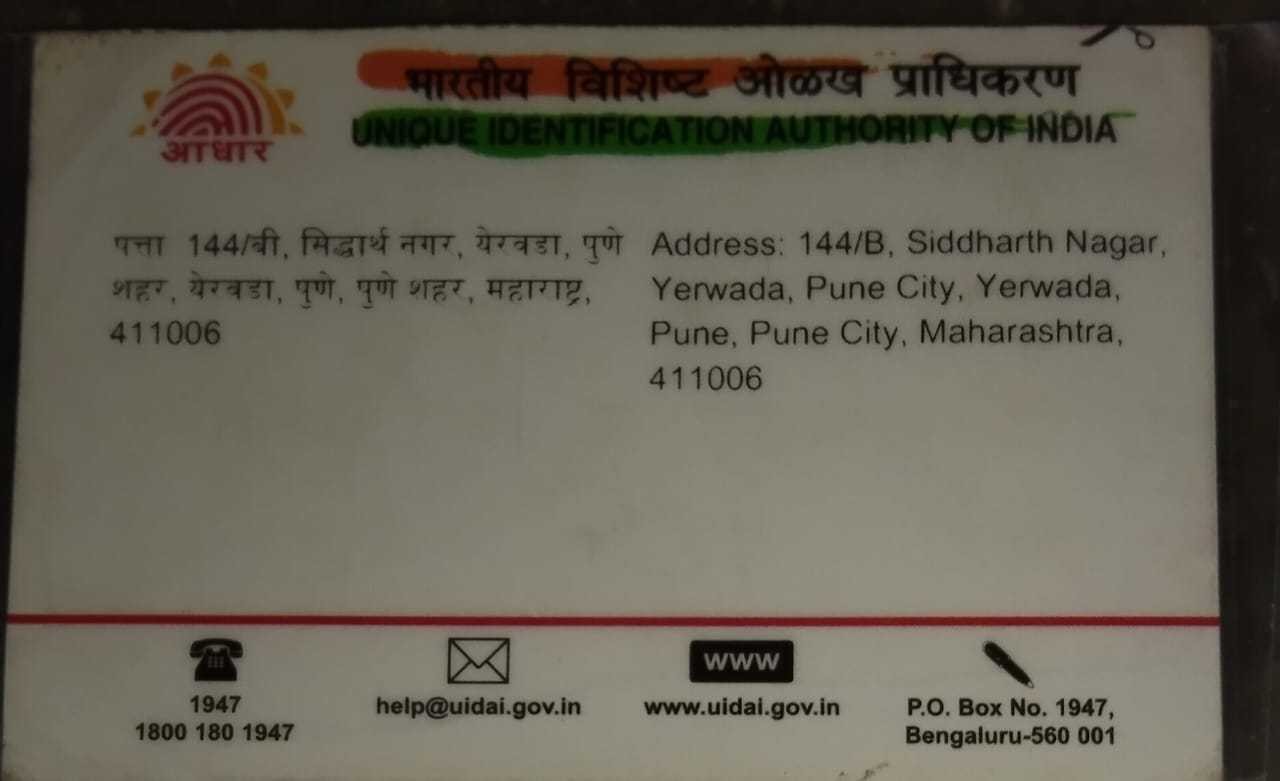 आधार
भारतीय विशिष्ट ओळख प्राधिकरण
UNIQUE IDENTIFICATION AUTHORITY OF INDIA
पत्ता 144/बी, सिद्धार्थ नगर, येरवडा, पुणे
शहर, येरवडा, पुणे, पुणे शहर, महाराष्ट्र,
411006
Address: 144/B, Siddharth Nagar,
Yerwada, Pune City, Yerwada,
Pune, Pune City, Maharashtra,
411006
1947
1800 180 1947
help@uidai.gov.in
www
www.uidai.gov.in
P.O. Box No. 1947,
Bengaluru-560 001